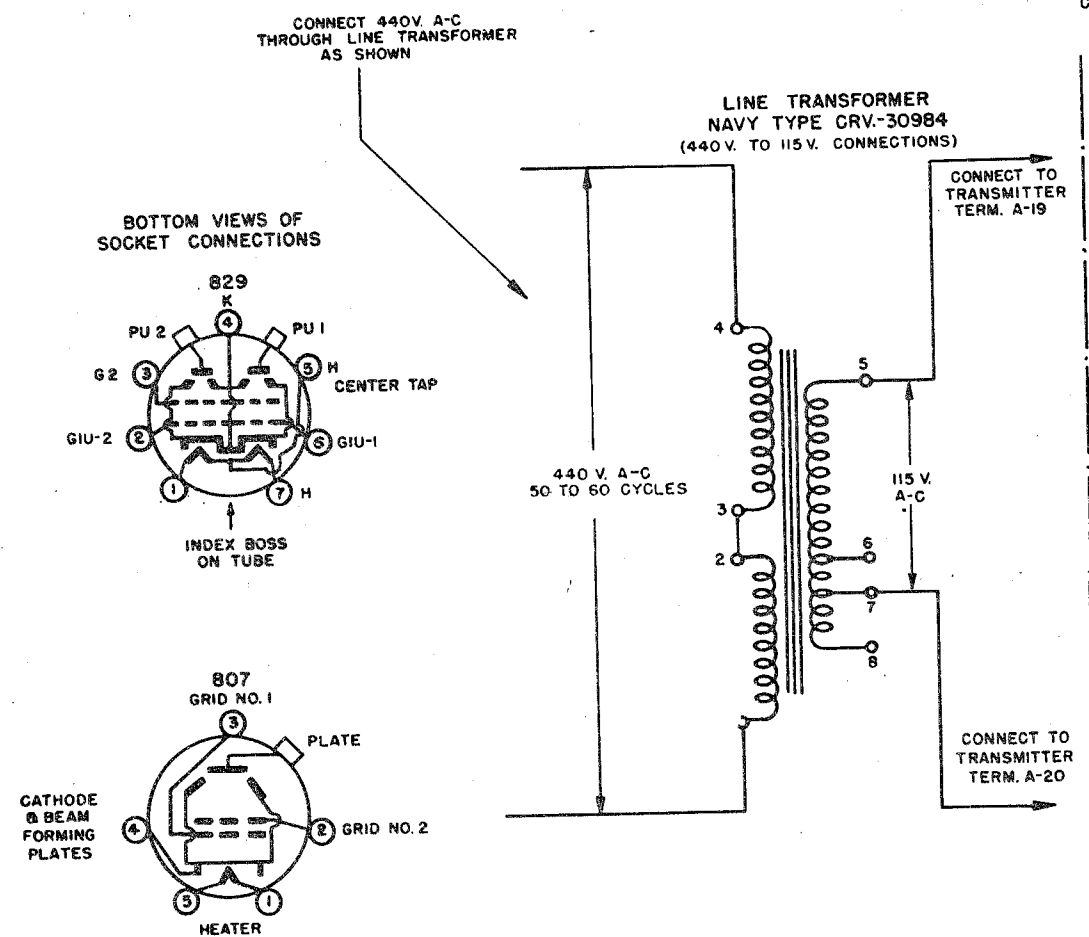 CONNECT 440V. A-C
THROUGH LINE TRANSFORMER
AS SHOWN
LINE TRANSFORMER
NAVY TYPE CRV.-30984
(440V. TO 115V. CONNECTIONS)
CONNECT TO
TRANSMITTER
TERM. A-19
BOTTOM VIEWS OF
SOCKET CONNECTIONS
829
K
4
PU 2
PU 1
G2
3
5
H
CENTER TAP
GIU-2
2
6
GIU-1
1
7
H
INDEX BOSS
ON TUBE
440 V. A-C
50 TO 60 CYCLES
4
3
2
5
115 V.
A-C
6
7
8
807
GRID NO. 1
3
PLATE
CATHODE
& BEAM
FORMING
PLATES
4
2
GRID NO. 2
5
1
HEATER
CONNECT TO
TRANSMITTER
TERM. A-20